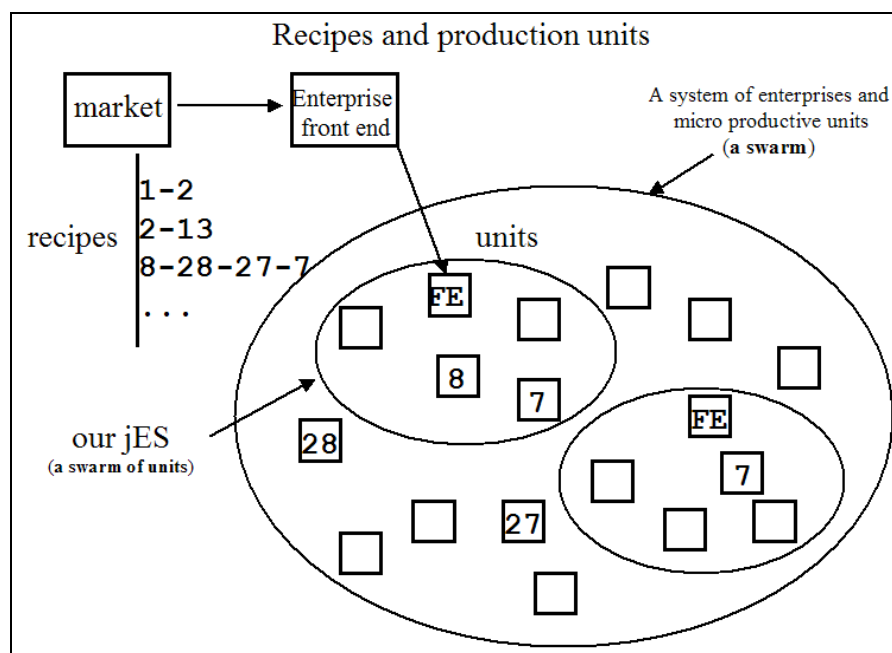 Recipes and production units
market
Enterprise
front end
A system of enterprises and
micro productive units
(a swarm)
recipes
1-2
2-13
8-28-27-7
...
units
FE
8
7
our jES
(a swarm of units)
28
FE
7
27